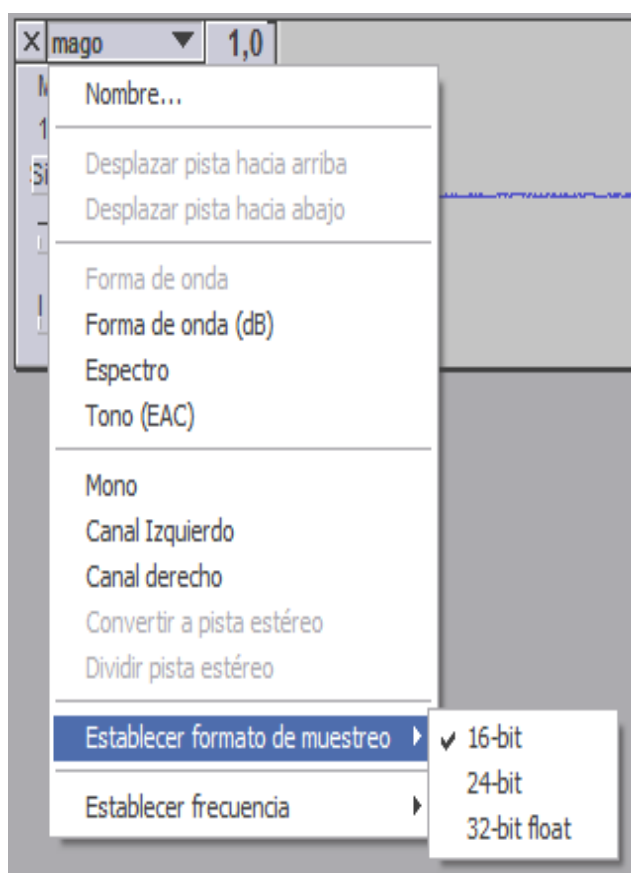 mago 1,0
Nombre...
Desplazar pista hacia arriba
Desplazar pista hacia abajo
Forma de onda
Forma de onda (dB)
Espectro
Tono (EAC)
Mono
Canal Izquierdo
Canal derecho
Convertir a pista estéreo
Dividir pista estéreo
Establecer formato de muestreo
16-bit
24-bit
32-bit float
Establecer frecuencia